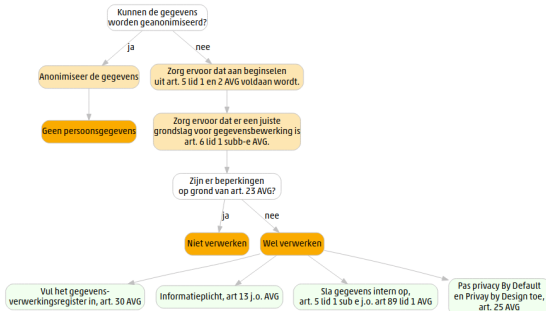 Kunnen de gegevens
worden geanonimiseerd?
ja
nee
Anonimiseer de gegevens
Zorg ervoor dat aan beginselen
uit art. 5 lid 1 en 2 AVG voldaan wordt.
Geen persoonsgegevens
Zorg ervoor dat er een juiste
grondslag voor gegevensbewerking is
art. 6 lid 1 subb-e AVG.
Zijn er beperkingen
op grond van art. 23 AVG?
ja
nee
Niet verwerken
Wel verwerken
Vul het gegevens-
verwerkingsregister in, art. 30 AVG
Informatieplicht, art 13 j.o. AVG
Sla gegevens intern op,
art. 5 lid 1 sub e j.o. art 89 lid 1 AVG
Pas privacy By Default
en Privay by Design toe,
art. 25 AVG